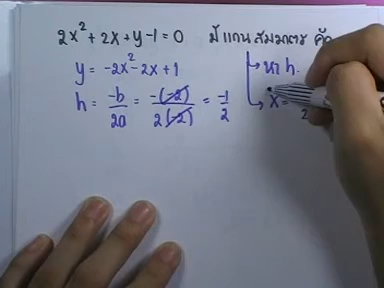 2x² + 2x + y - 1 = 0 มีแกนสมมาตร คือ
y = -2x² - 2x + 1
h = -b/2a = -(-2)/2(-2) = -1/2
→ หา h.
→ x =
2